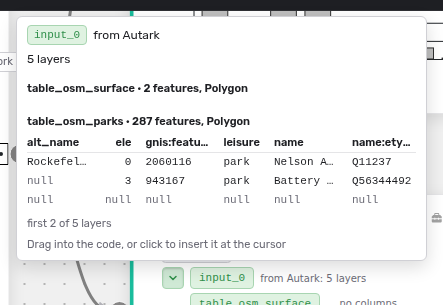 input_0 from Autark
5 layers
table_osm_surface • 2 features, Polygon
table_osm_parks • 287 features, Polygon
alt_name ele gnis:featu… leisure name name:ety…
Rockefel… 0 2060116 park Nelson A… Q11237
null 3 943167 park Battery … Q56344492
null null null null null null
first 2 of 5 layers
Drag into the code, or click to insert it at the cursor
input_0 from Autark: 5 layers
table_osm_surface no columns